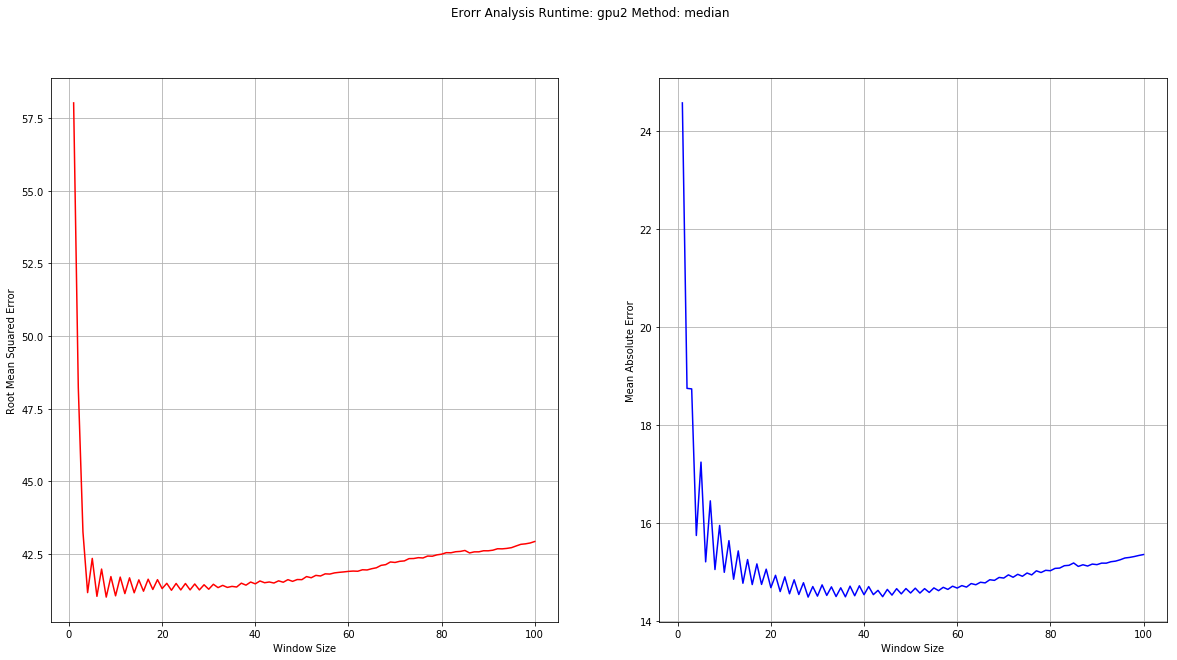 Erorr Analysis Runtime: gpu2 Method: median
Root Mean Squared Error
57.5
55.0
52.5
50.0
47.5
45.0
42.5
0 20 40 60 80 100
Window Size
Mean Absolute Error
24
22
20
18
16
14
0 20 40 60 80 100
Window Size